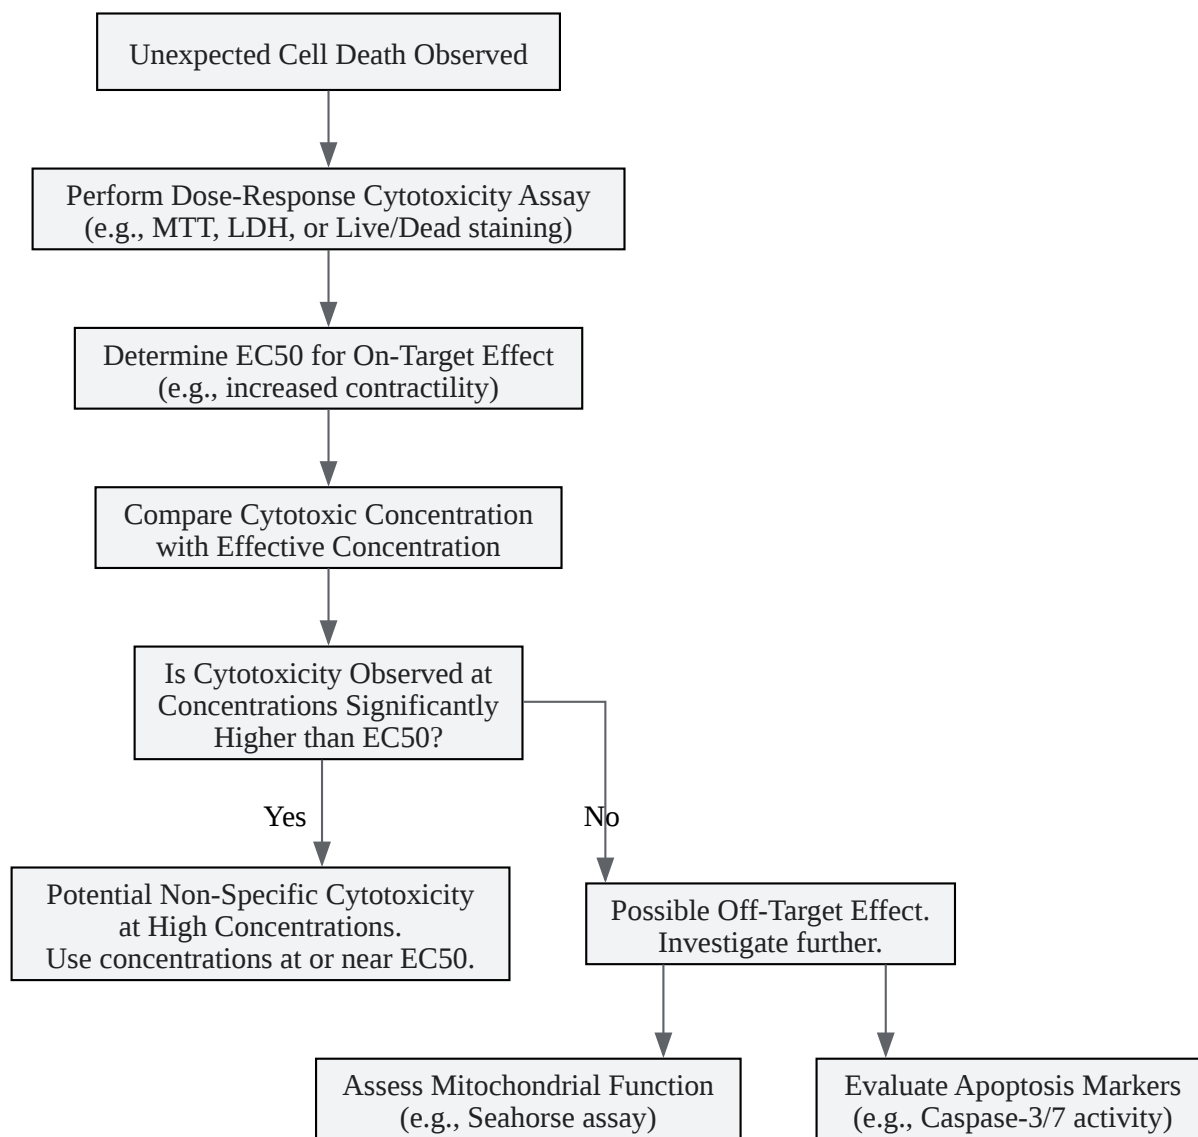 Unexpected Cell Death Observed
Perform Dose-Response Cytotoxicity Assay
(e.g., MTT, LDH, or Live/Dead staining)
Determine EC50 for On-Target Effect
(e.g., increased contractility)
Compare Cytotoxic Concentration
with Effective Concentration
Is Cytotoxicity Observed at
Concentrations Significantly
Higher than EC50?
Yes
No
Potential Non-Specific Cytotoxicity
at High Concentrations.
Use concentrations at or near EC50.
Possible Off-Target Effect.
Investigate further.
Assess Mitochondrial Function
(e.g., Seahorse assay)
Evaluate Apoptosis Markers
(e.g., Caspase-3/7 activity)